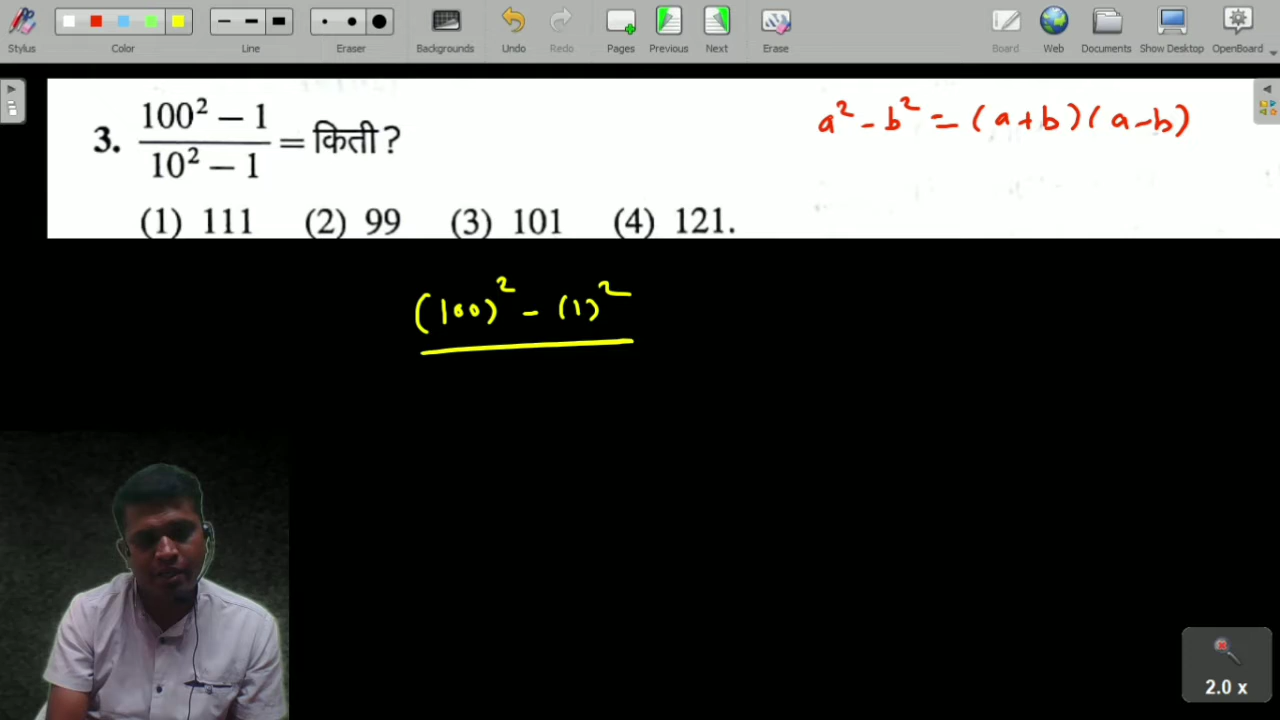 Stylus Color Line Eraser Backgrounds Undo Redo Pages Previous Next Erase Board Web Documents Show Desktop OpenBoard
a² - b² = (a+b)(a-b)
3. 100² – 1 / 10² – 1 = किती?
(1) 111 (2) 99 (3) 101 (4) 121.
(100)² - (1)²
2.0 x